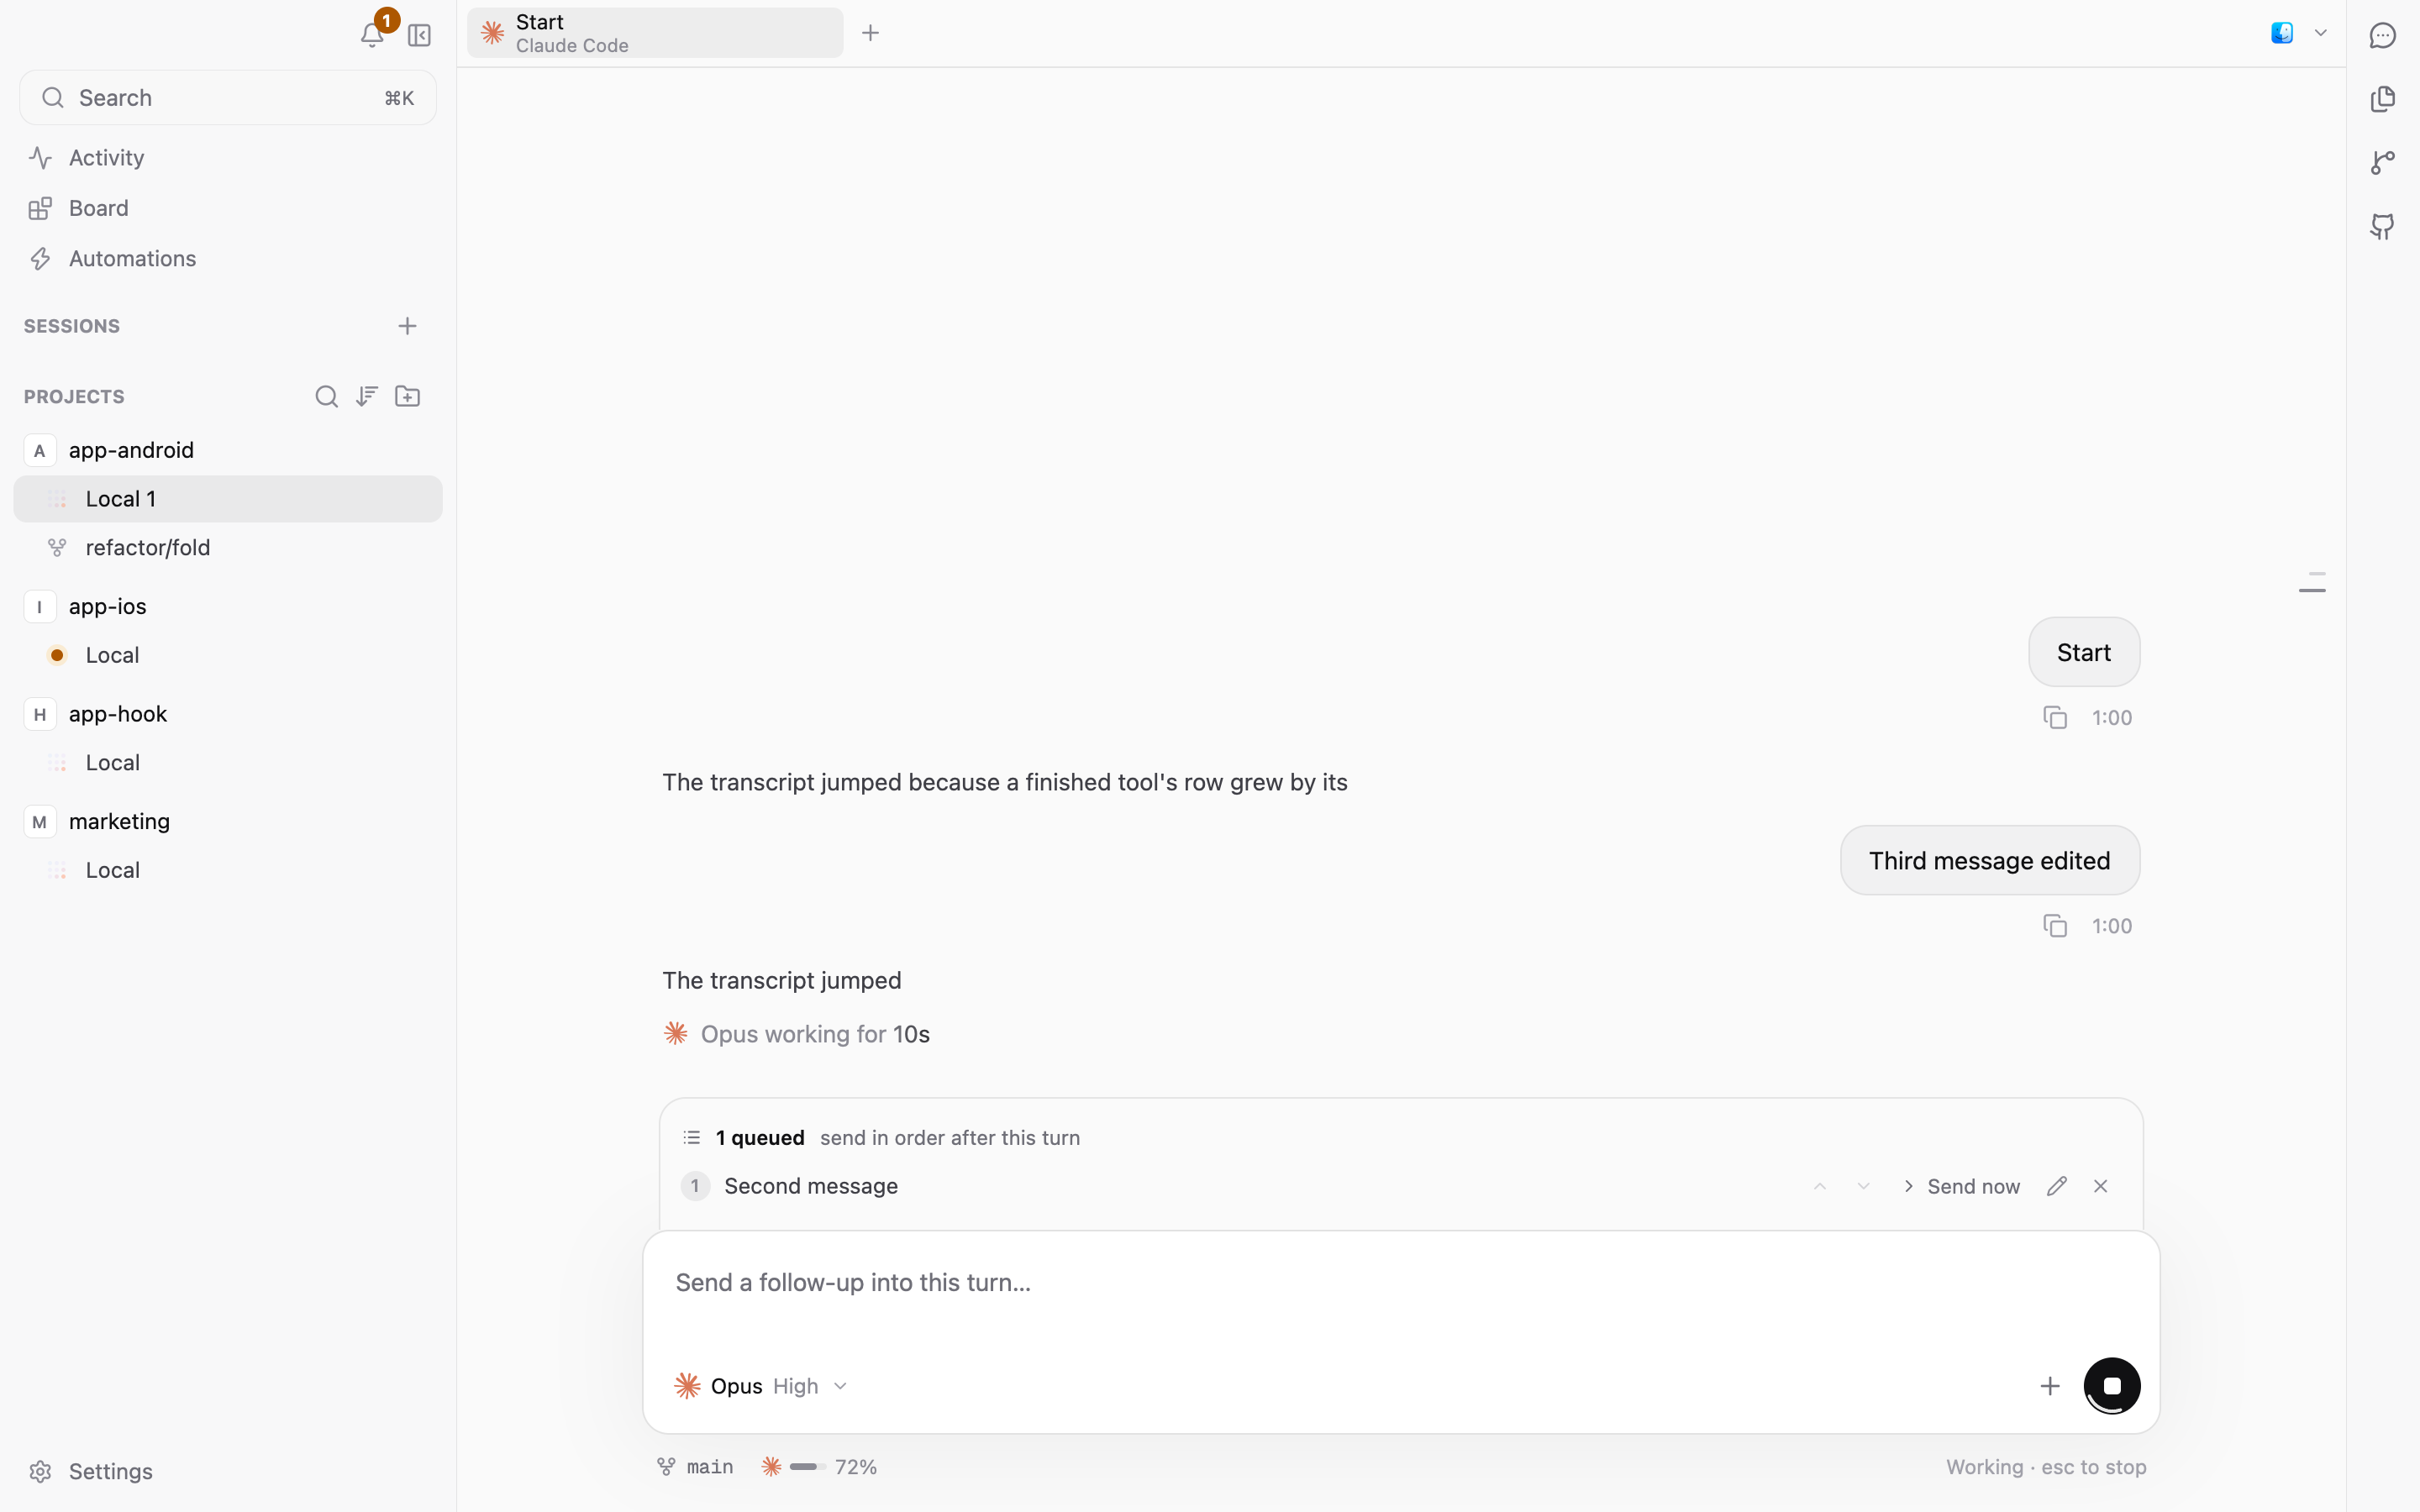 1
Search ⌘K
Activity
Board
Automations
SESSIONS
PROJECTS
A app-android
Local 1
refactor/fold
I app-ios
Local
H app-hook
Local
M marketing
Local
Settings
Start
Claude Code
Start
1:00
The transcript jumped because a finished tool's row grew by its
Third message edited
1:00
The transcript jumped
Opus working for 10s
1 queued send in order after this turn
1 Second message Send now
Send a follow-up into this turn...
Opus High
main 72% Working · esc to stop